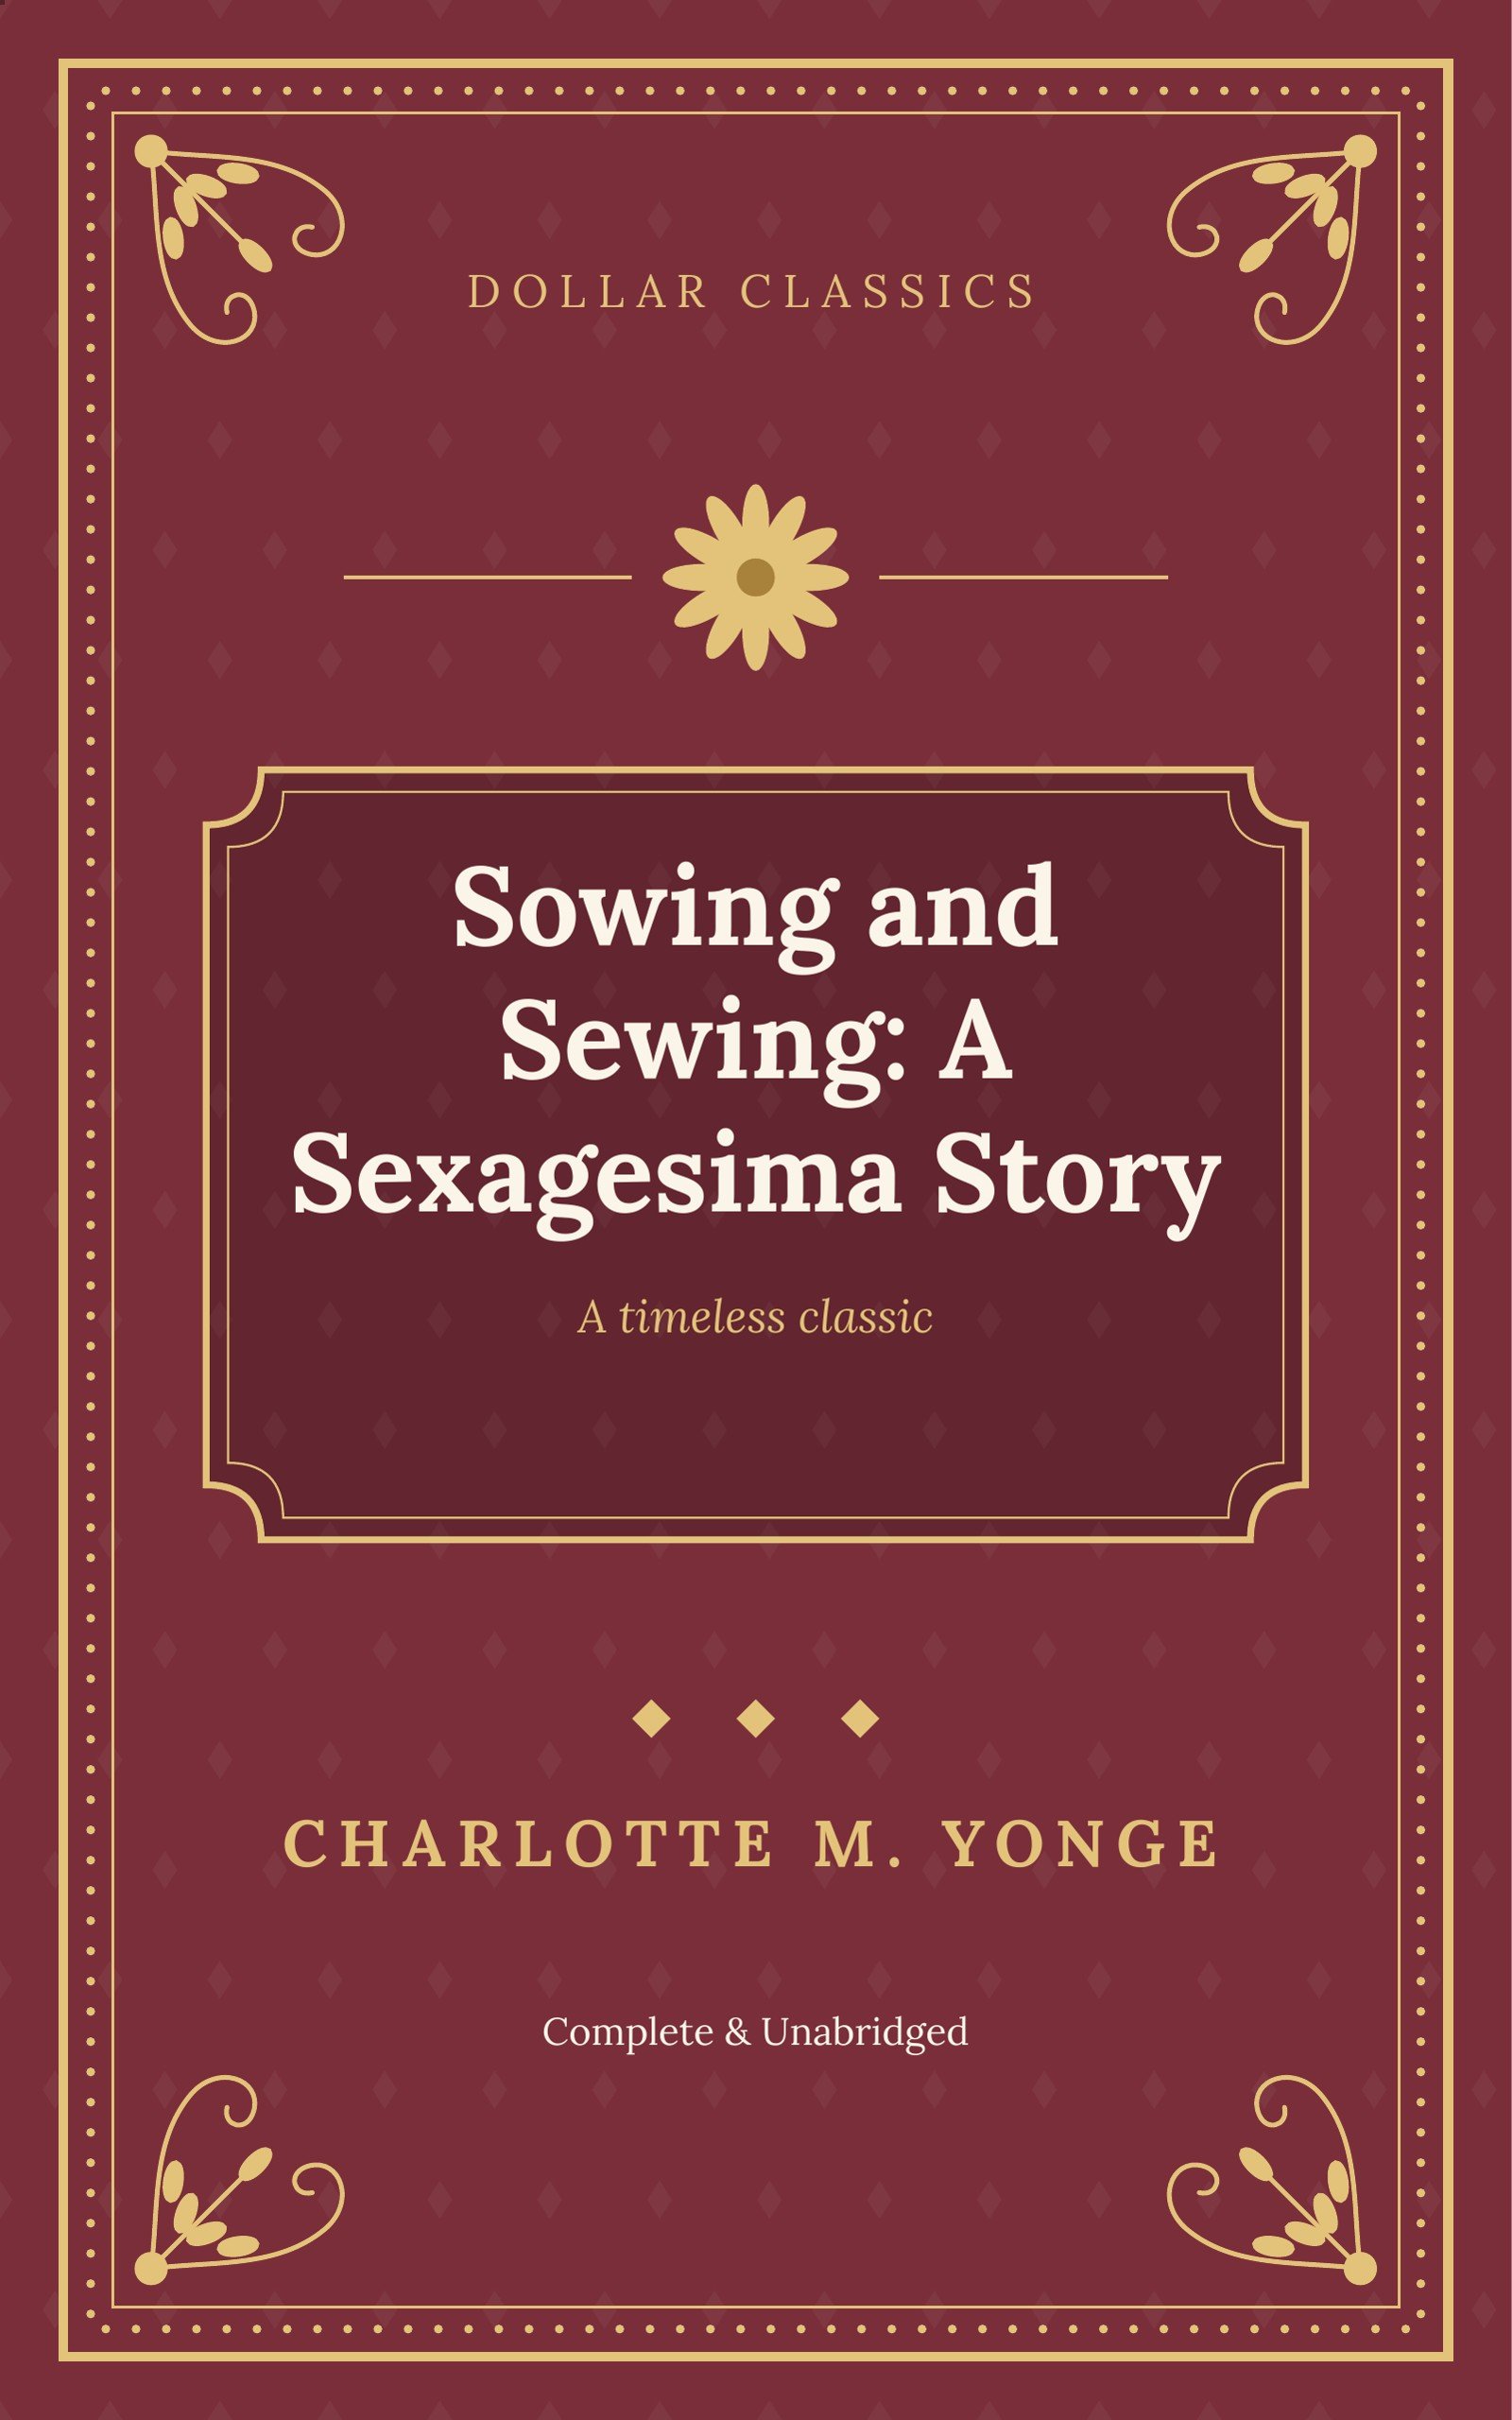 DOLLAR CLASSICS
Sowing and
Sewing: A
Sexagesima Story
A timeless classic
CHARLOTTE M. YONGE
Complete & Unabridged